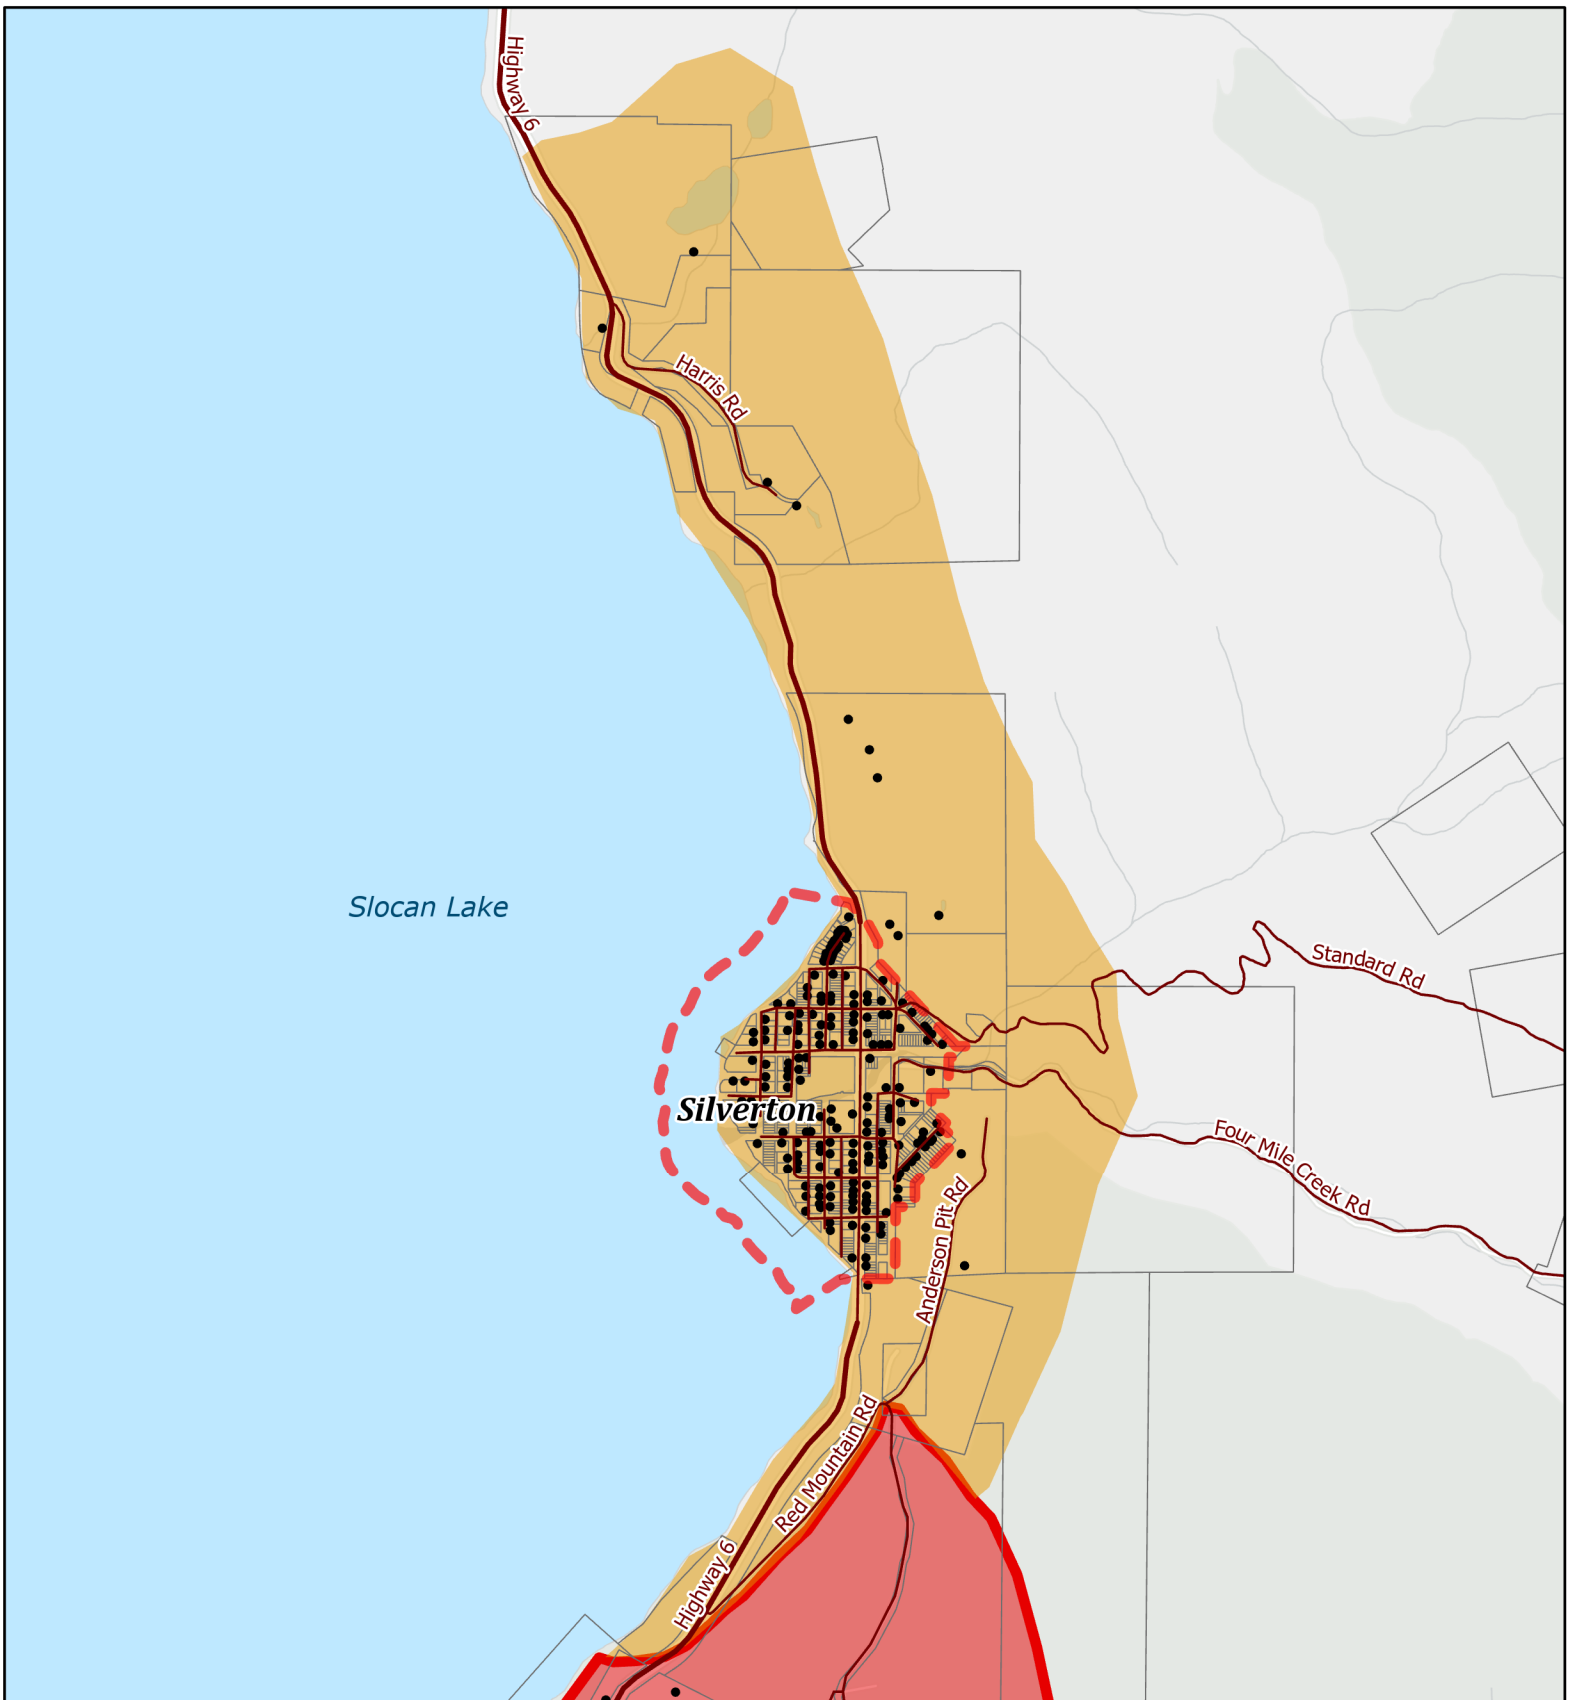 Highway 6
Harris Rd
Slocan Lake
Standard Rd
Silverton
Four Mile Creek Rd
Anderson Pit Rd
Red Mountain Rd
Highway 6